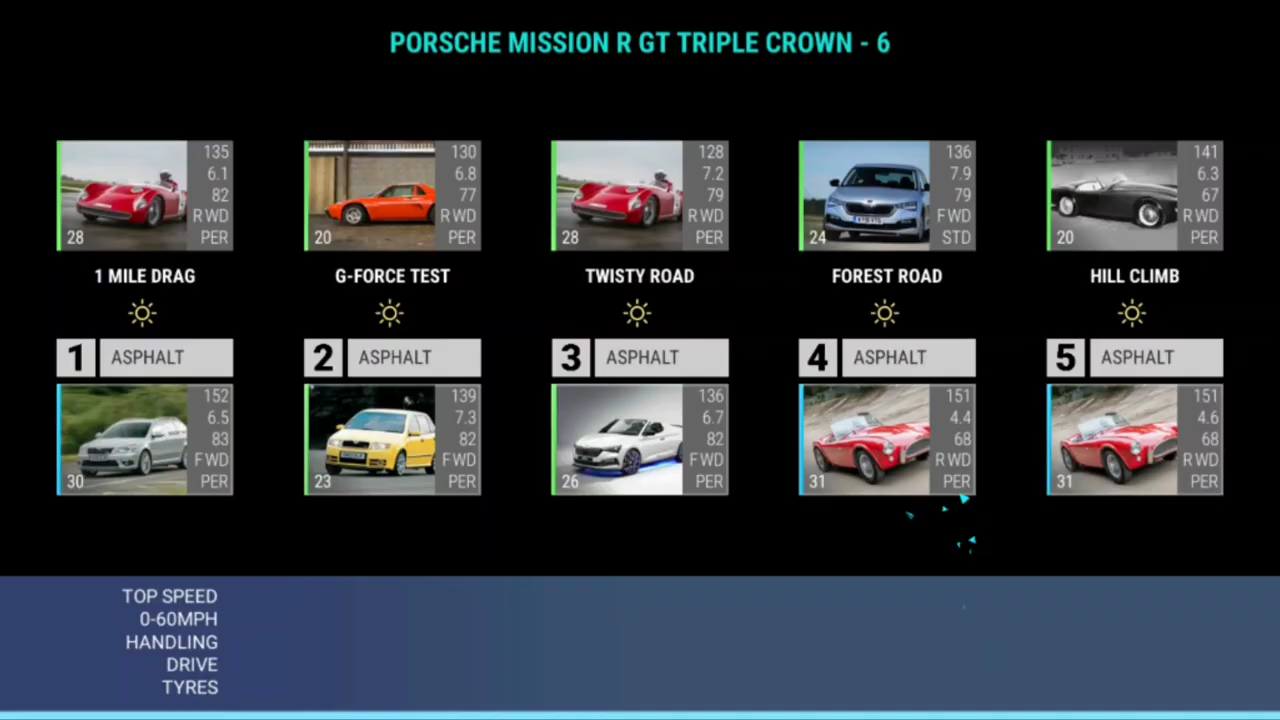 PORSCHE MISSION R GT TRIPLE CROWN - 6
135
6.1
82
RWD
28 PER
130
6.8
77
RWD
20 PER
128
7.2
79
RWD
28 PER
136
7.9
79
FWD
24 STD
141
6.3
67
RWD
20 PER
1 MILE DRAG
G-FORCE TEST
TWISTY ROAD
FOREST ROAD
HILL CLIMB
1 ASPHALT
2 ASPHALT
3 ASPHALT
4 ASPHALT
5 ASPHALT
152
6.5
83
FWD
30 PER
139
7.3
82
FWD
23 PER
136
6.7
82
FWD
26 PER
151
4.4
68
RWD
31 PER
151
4.6
68
RWD
31 PER
TOP SPEED
0-60MPH
HANDLING
DRIVE
TYRES